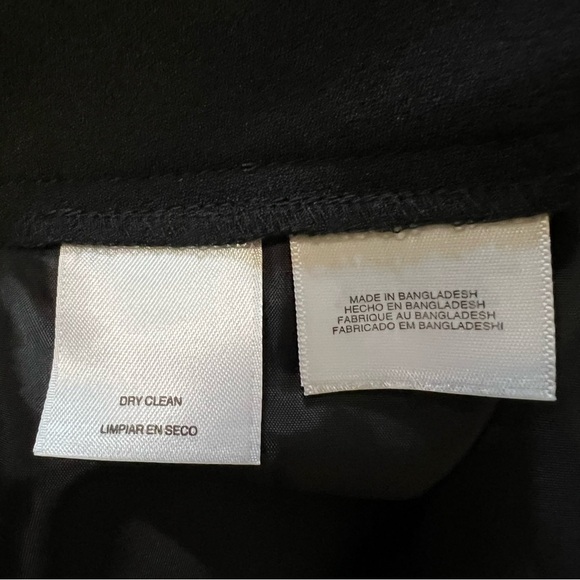 DRY CLEAN
LIMPIAR EN SECO
MADE IN BANGLADESH
HECHO EN BANGLADESH
FABRIQUE AU BANGLADESH
FABRICADO EM BANGLADESHI